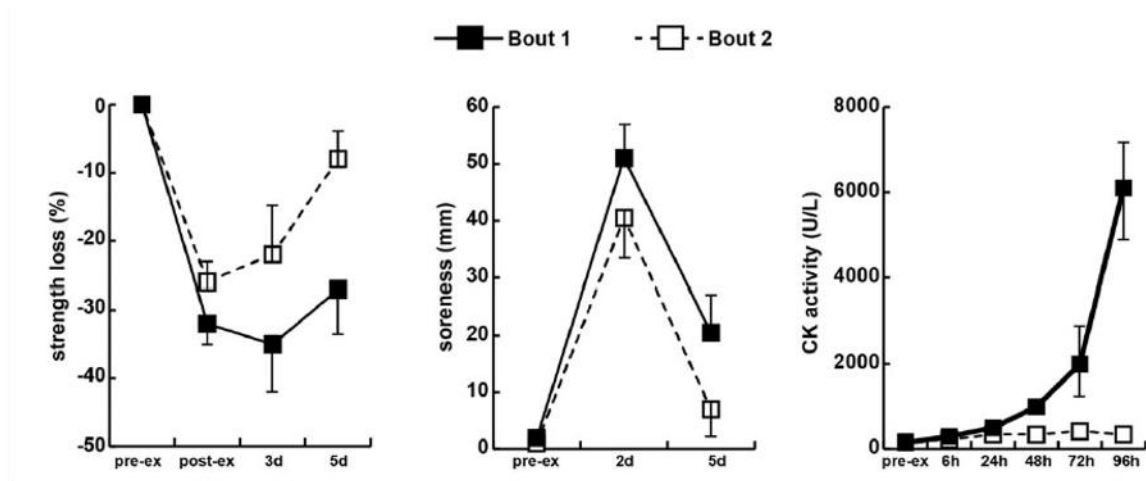 Bout 1
Bout 2
strength loss (%)
0
-10
-20
-30
-40
-50
pre-ex post-ex 3d 5d
soreness (mm)
60
50
40
30
20
10
0
pre-ex 2d 5d
CK activity (U/L)
8000
6000
4000
2000
0
pre-ex 6h 24h 48h 72h 96h